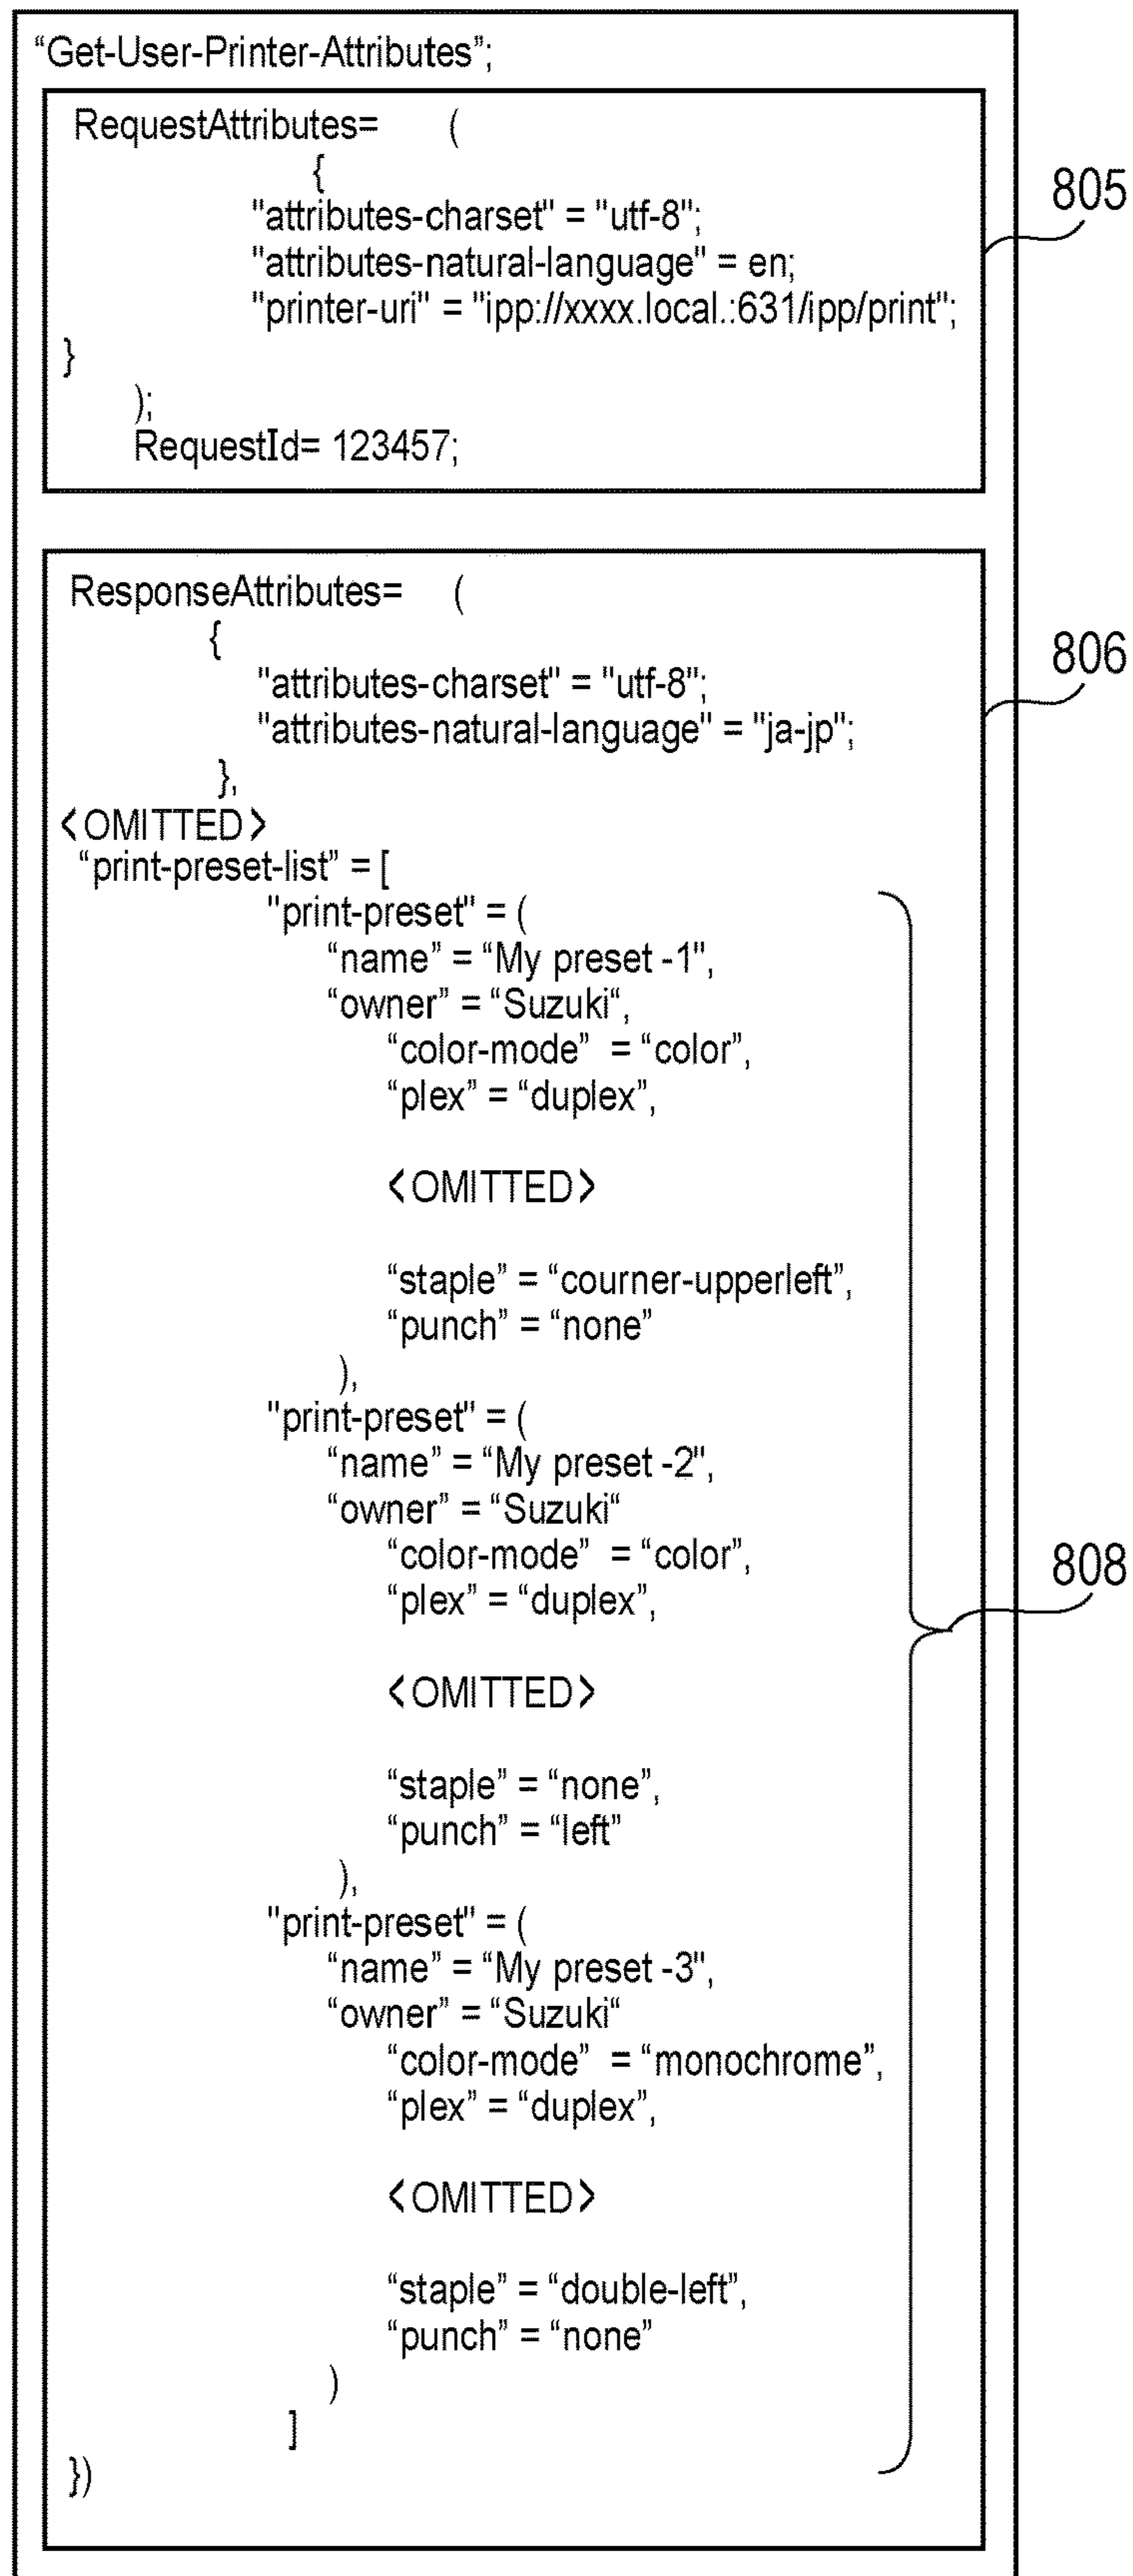 “Get-User-Printer-Attributes”;
RequestAttributes= (
{
"attributes-charset" = "utf-8";
"attributes-natural-language" = en;
"printer-uri" = "ipp://xxxx.local.:631/ipp/print";
}
);
RequestId= 123457;
805
ResponseAttributes= (
{
"attributes-charset" = "utf-8";
"attributes-natural-language" = "ja-jp";
},
806
<OMITTED>
“print-preset-list” = [
"print-preset" = (
“name” = “My preset -1",
“owner” = “Suzuki“,
“color-mode” = “color”,
“plex” = “duplex”,
<OMITTED>
“staple” = “courner-upperleft”,
“punch” = “none”
),
"print-preset" = (
“name” = “My preset -2",
“owner” = “Suzuki“
“color-mode” = “color”,
“plex” = “duplex”,
808
<OMITTED>
“staple” = “none”,
“punch” = “left”
),
"print-preset" = (
“name” = “My preset -3",
“owner” = “Suzuki“
“color-mode” = “monochrome”,
“plex” = “duplex”,
<OMITTED>
“staple” = “double-left”,
“punch” = “none”
)
]
})